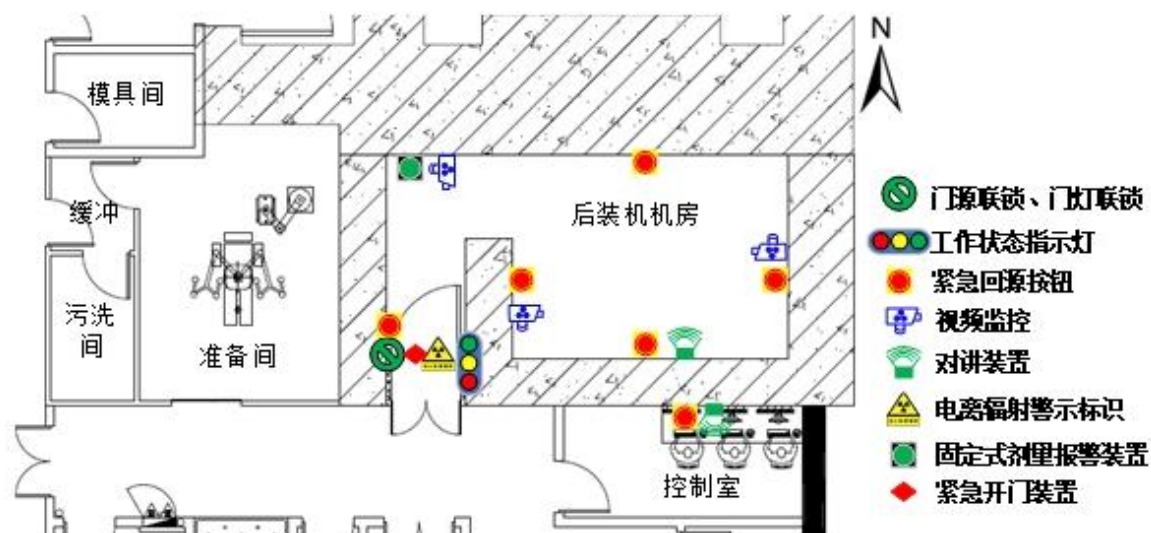 N
模具间
缓冲
后装机机房
污洗
间
准备间
控制室
门源联锁、门灯联锁
工作状态指示灯
紧急回源按钮
视频监控
对讲装置
电离辐射警示标识
固定式剂量报警装置
紧急开门装置